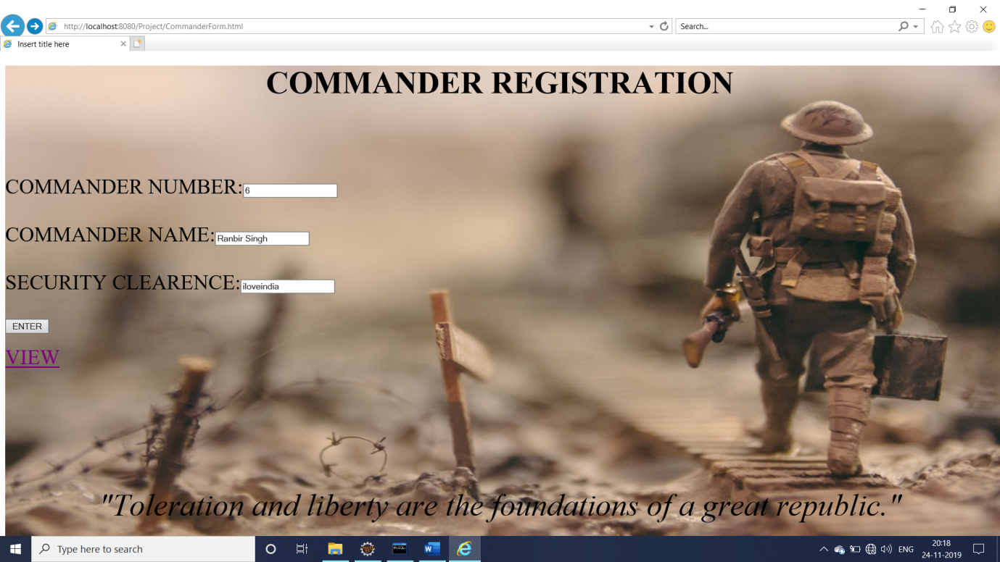 http://localhost:8080/Project/CommanderForm.html
Search...
Insert title here
COMMANDER REGISTRATION
COMMANDER NUMBER:6
COMMANDER NAME:Ranbir Singh
SECURITY CLEARENCE:iloveindia
ENTER
VIEW
"Toleration and liberty are the foundations of a great republic."
Type here to search
ENG
20:18
24-11-2019